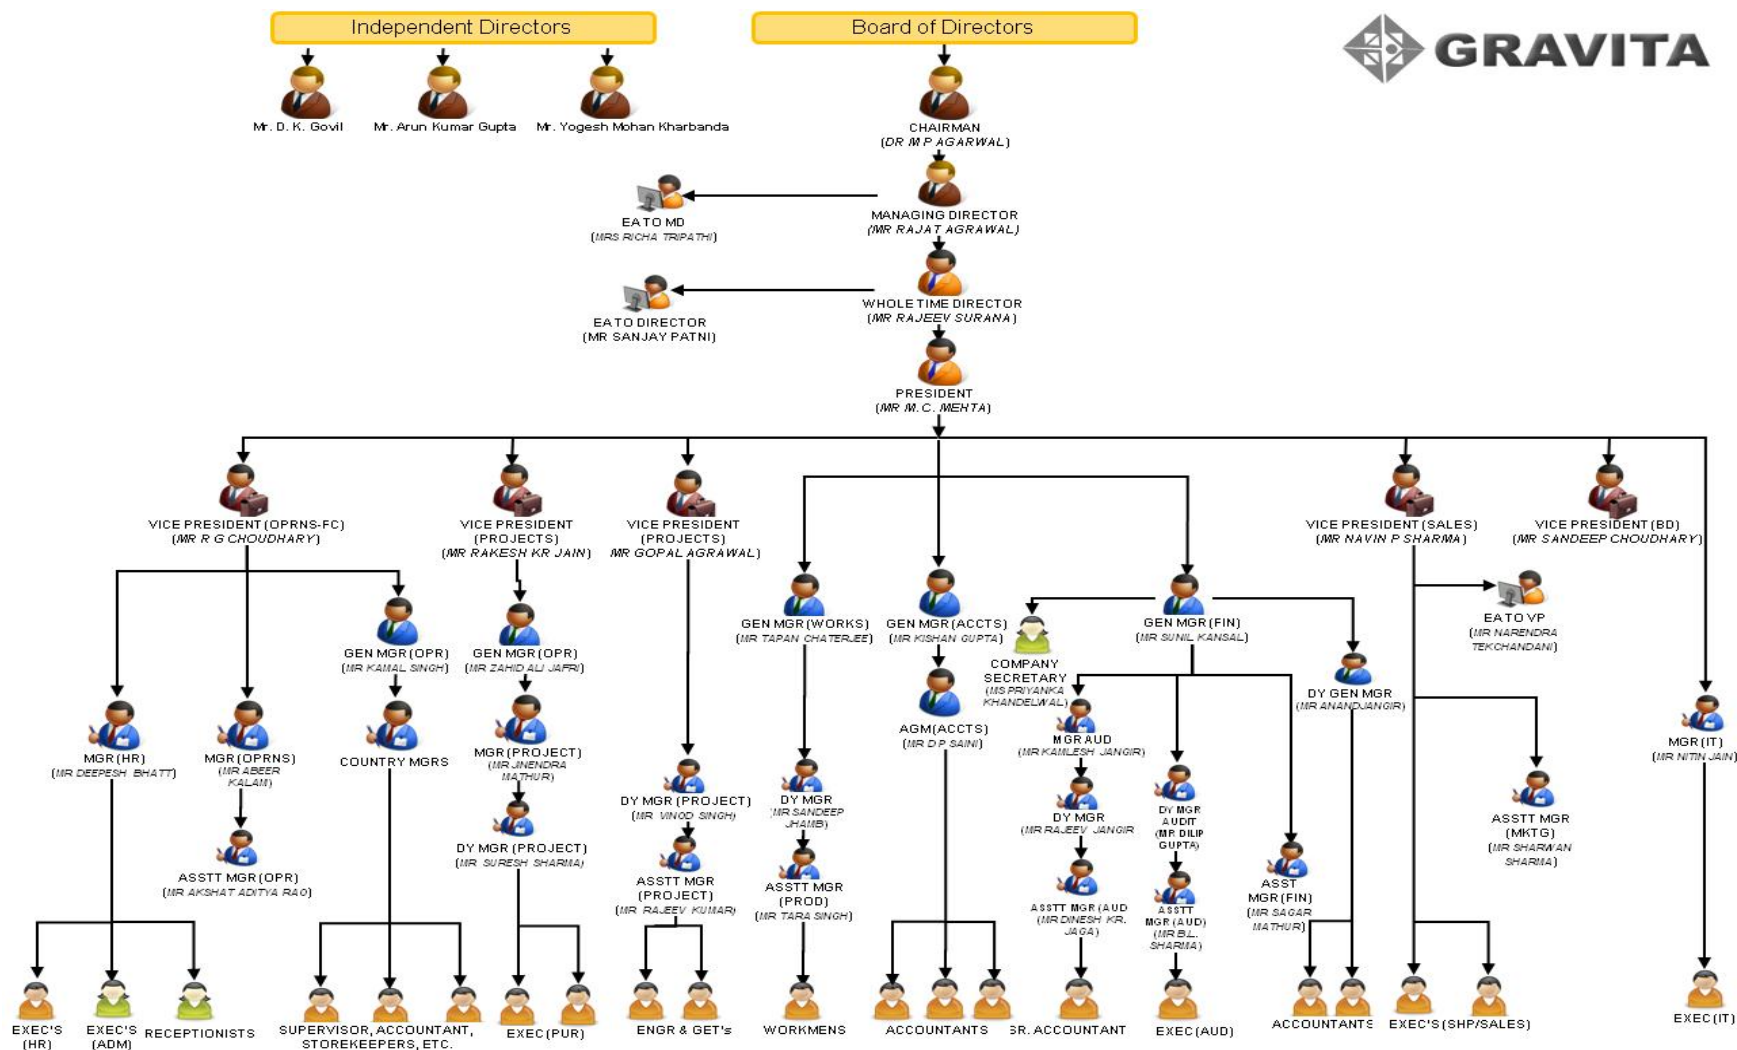 Independent Directors
Board of Directors
GRAVITA
Mr. D. K. Govil
Mr. Arun Kumar Gupta
Mr. Yogesh Mohan Kharbanda
CHAIRMAN
(DR M P AGARWAL)
EA TO MD
(MRS RICHA TRIPATHI)
MANAGING DIRECTOR
(MR RAJAT AGRAWAL)
EA TO DIRECTOR
(MR SANJAY PATNI)
WHOLE TIME DIRECTOR
(MR RAJEEV SURANA)
PRESIDENT
(MR M.C. MEHTA)
VICE PRESIDENT (OPRNS-FC)
(MR R G CHOUDHARY)
VICE PRESIDENT
(PROJECTS)
(MR RAKESH KR JAIN)
VICE PRESIDENT
(PROJECTS)
(MR GOPAL AGRAWAL)
VICE PRESIDENT (SALES)
(MR NAVIN P SHARMA)
VICE PRESIDENT (BD)
(MR SANDEEP CHOUDHARY)
GEN MGR (OPR)
(MR KAMAL SINGH)
GEN MGR (OPR)
(MR ZAHID ALI JAFRI)
GEN MGR (WORKS)
(MR TAPAN CHATERJEE)
GEN MGR (ACCTS)
(MR KISHAN GUPTA)
GEN MGR (FIN)
(MR SUNIL KANSAL)
EA TO VP
(MR NARENDRA
TEKCHANDANI)
COMPANY
SECRETARY
(MS PRIYANKA
KHANDELWAL)
DY GEN MGR
(MR ANAND JANGIR)
MGR (HR)
(MR DEEPESH BHATT)
MGR (OPRNS)
(MR ABEER
KALAM)
COUNTRY MGRS
MGR (PROJECT)
(MR JINENDRA
MATHUR)
AGM (ACCTS)
(MR D P SAINI)
MGR AUD
(MR KAMLESH JANGIR)
MGR (IT)
(MR NITIN JAIN)
DY MGR (PROJECT)
(MR VINOD SINGH)
DY MGR
(MR SANDEEP
JHAMB)
DY MGR
(MR RAJEEV JANGIR
DY MGR
AUDIT
(MR DILIP
GUPTA)
ASSTT MGR
(MKTG)
(MR SHARWAN
SHARMA)
ASSTT MGR (OPR)
(MR AKSHAT ADITYA RAO)
DY MGR (PROJECT)
(MR SURESH SHARMA)
ASSTT MGR
(PROJECT)
(MR RAJEEV KUMAR)
ASSTT MGR
(PROD)
(MR TARA SINGH)
ASSTT MGR (AUD
(MR DINESH KR.
JAGA)
ASSTT
MGR (AUD)
(MR B.L.
SHARMA)
ASST
MGR (FIN)
(MR SAGAR
MATHUR)
EXEC'S
(HR)
EXEC'S
(ADM)
RECEPTIONISTS
SUPERVISOR, ACCOUNTANT,
STOREKEEPERS, ETC.
EXEC (PUR)
ENGR & GET's
WORKMENS
ACCOUNTANTS
SR. ACCOUNTANT
EXEC (AUD)
ACCOUNTANTS
EXEC'S (SHP/SALES)
EXEC (IT)